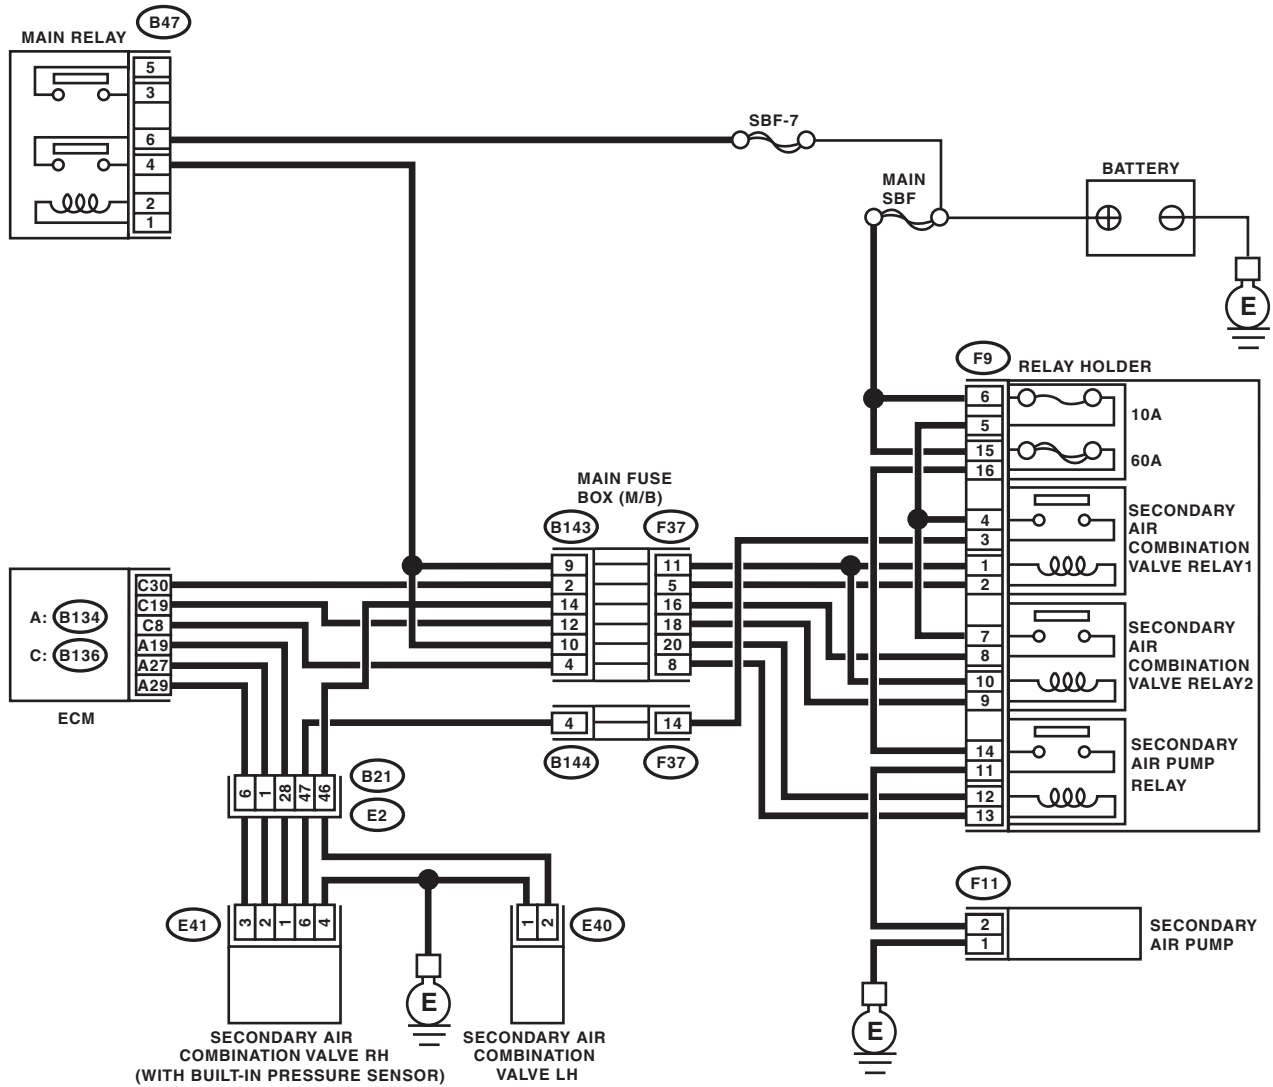 B47
MAIN RELAY
5
3
6
4
2
1
SBF-7
MAIN
SBF
BATTERY
E
F9
RELAY HOLDER
6
5
15
16
4
3
1
2
7
8
10
9
14
11
12
13
10A
60A
SECONDARY
AIR
COMBINATION
VALVE RELAY1
SECONDARY
AIR
COMBINATION
VALVE RELAY2
SECONDARY
AIR PUMP
RELAY
MAIN FUSE
BOX (M/B)
B143
F37
9
11
2
5
14
16
12
18
10
20
4
8
4
14
B144
F37
A: B134
C: B136
C30
C19
C8
A19
A27
A29
ECM
6
1
28
47
46
B21
E2
E41
3
2
1
6
4
1
2
E40
E
SECONDARY AIR
COMBINATION VALVE RH
(WITH BUILT-IN PRESSURE SENSOR)
SECONDARY AIR
COMBINATION
VALVE LH
F11
2
1
SECONDARY
AIR PUMP
E